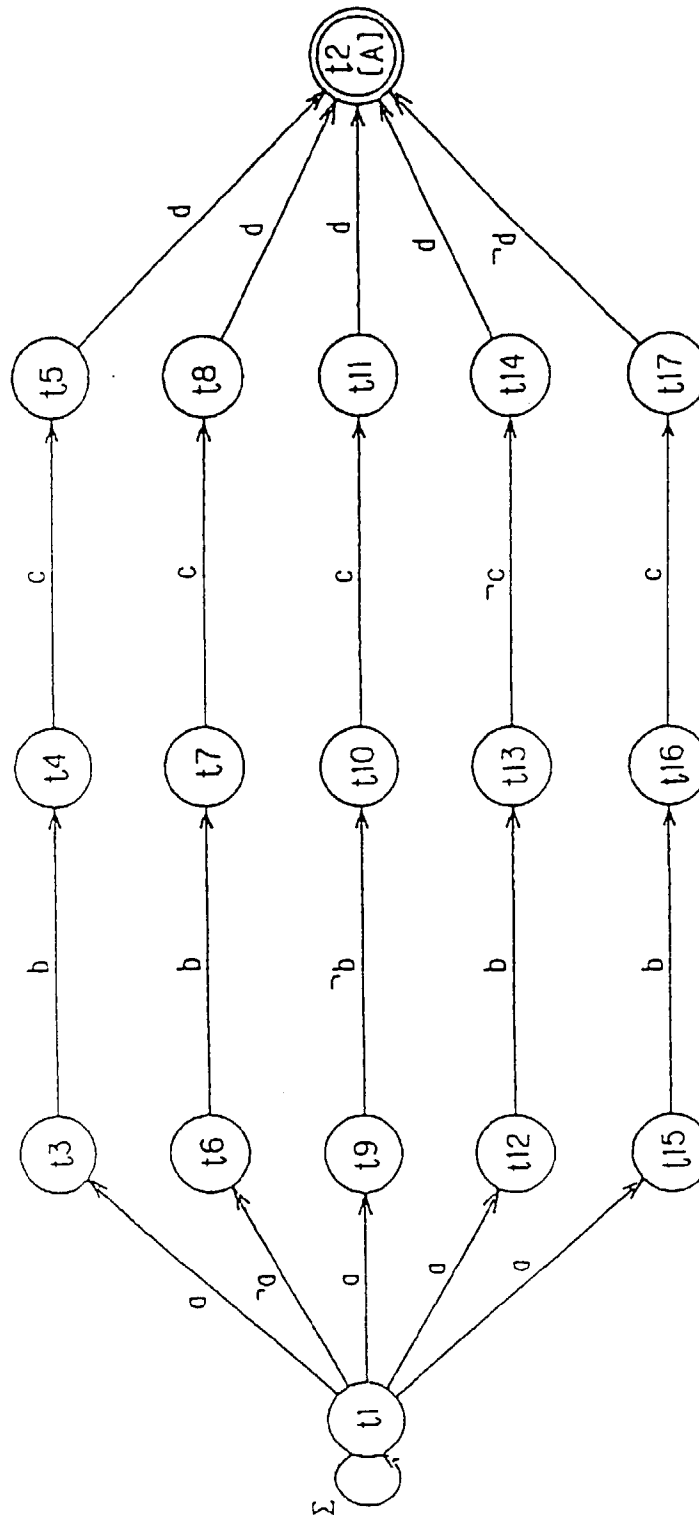 b c
t3 t4 t5
a d
b c
¬a t6 t7 t8 d
Σ t1 a t9 ¬b t10 c t11 d t2
[A]
a d
b ¬c
t12 t13 t14
a ¬d
b c
t15 t16 t17